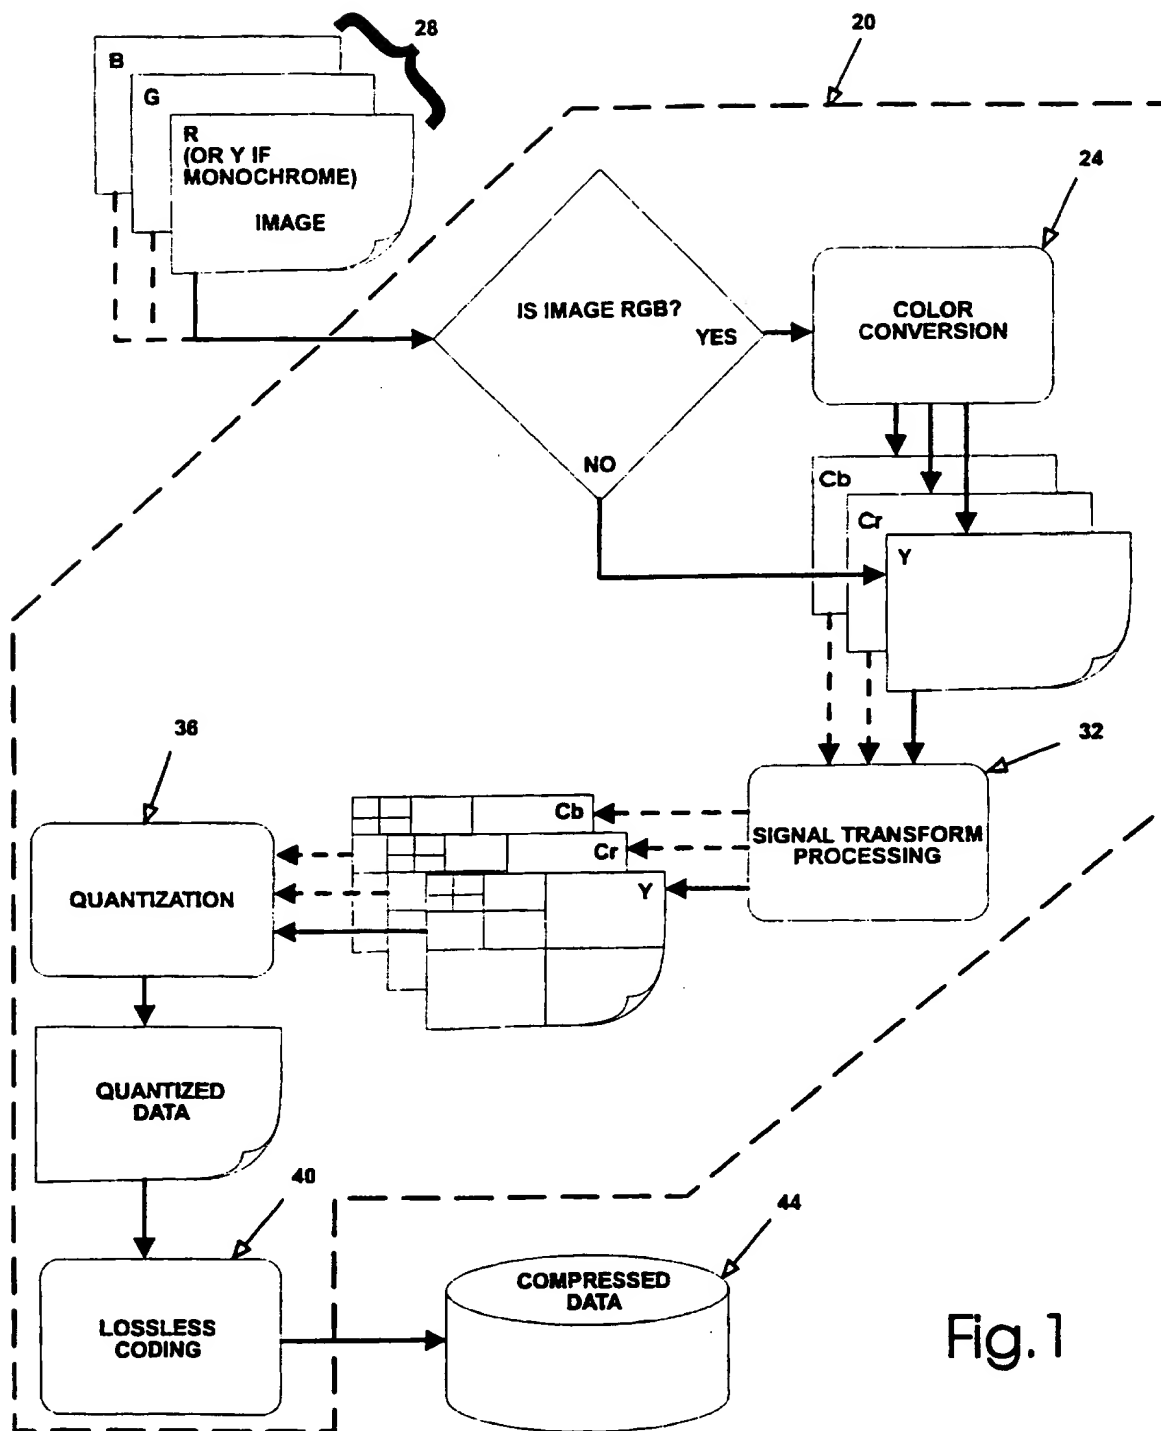 28
20
B
G
R
(OR Y IF
MONOCHROME)
IMAGE
24
IS IMAGE RGB?
YES
NO
COLOR
CONVERSION
Cb
Cr
Y
36
32
Cb
Cr
Y
SIGNAL TRANSFORM
PROCESSING
QUANTIZATION
QUANTIZED
DATA
40
44
LOSSLESS
CODING
COMPRESSED
DATA
Fig.1